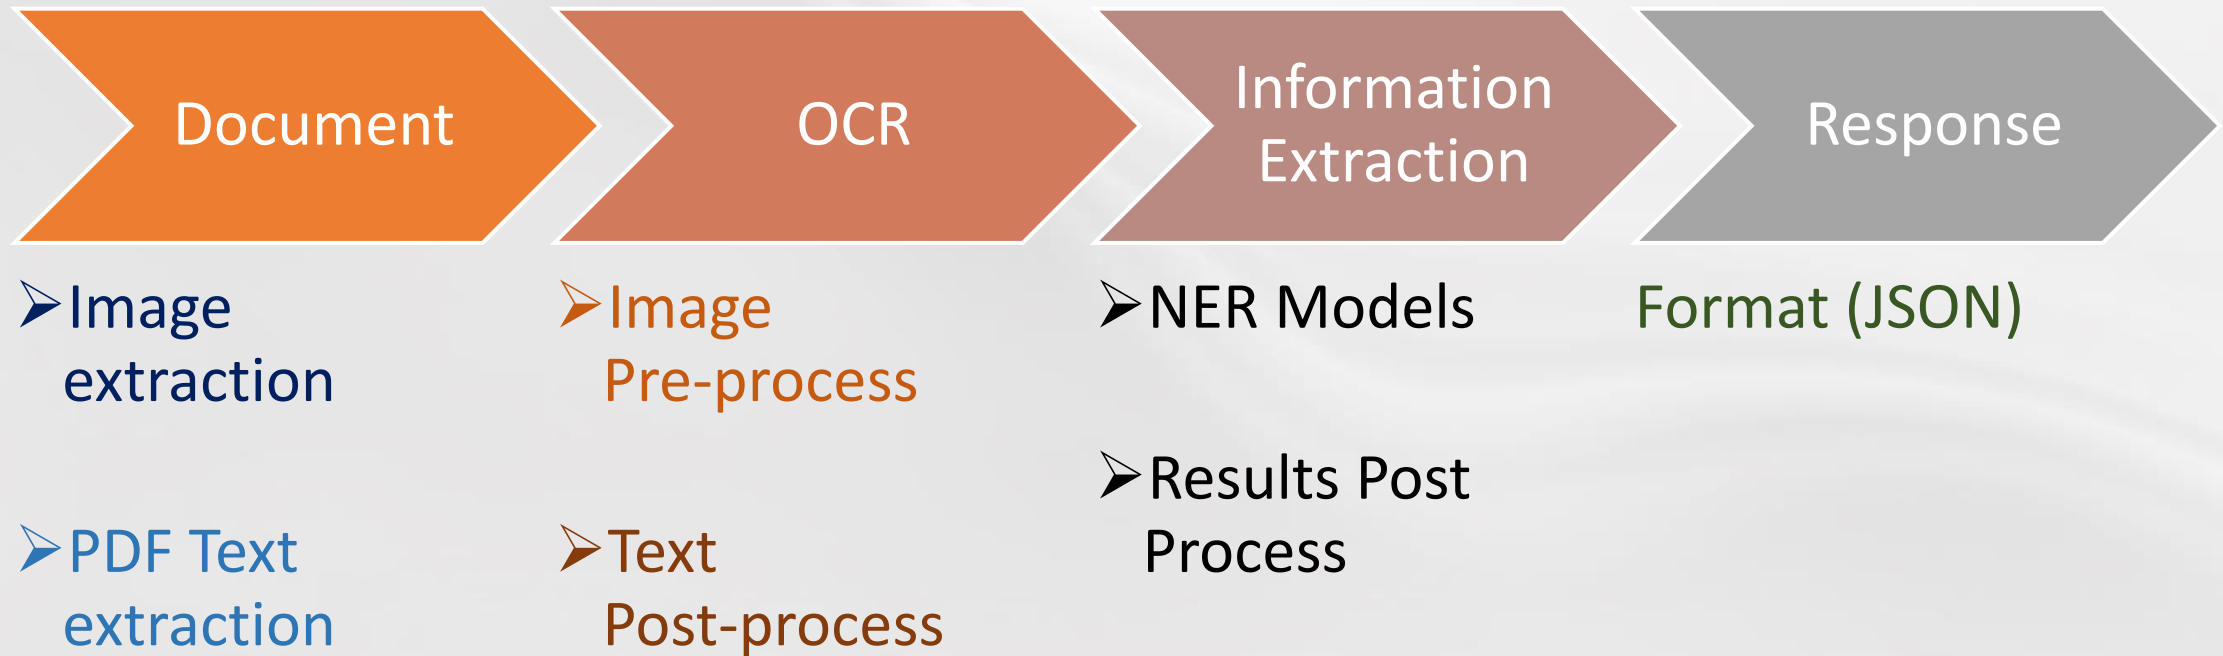 Document
OCR
Information
Extraction
Response
➢Image
extraction
➢PDF Text
extraction
➢Image
Pre-process
➢Text
Post-process
➢NER Models
➢Results Post
Process
Format (JSON)